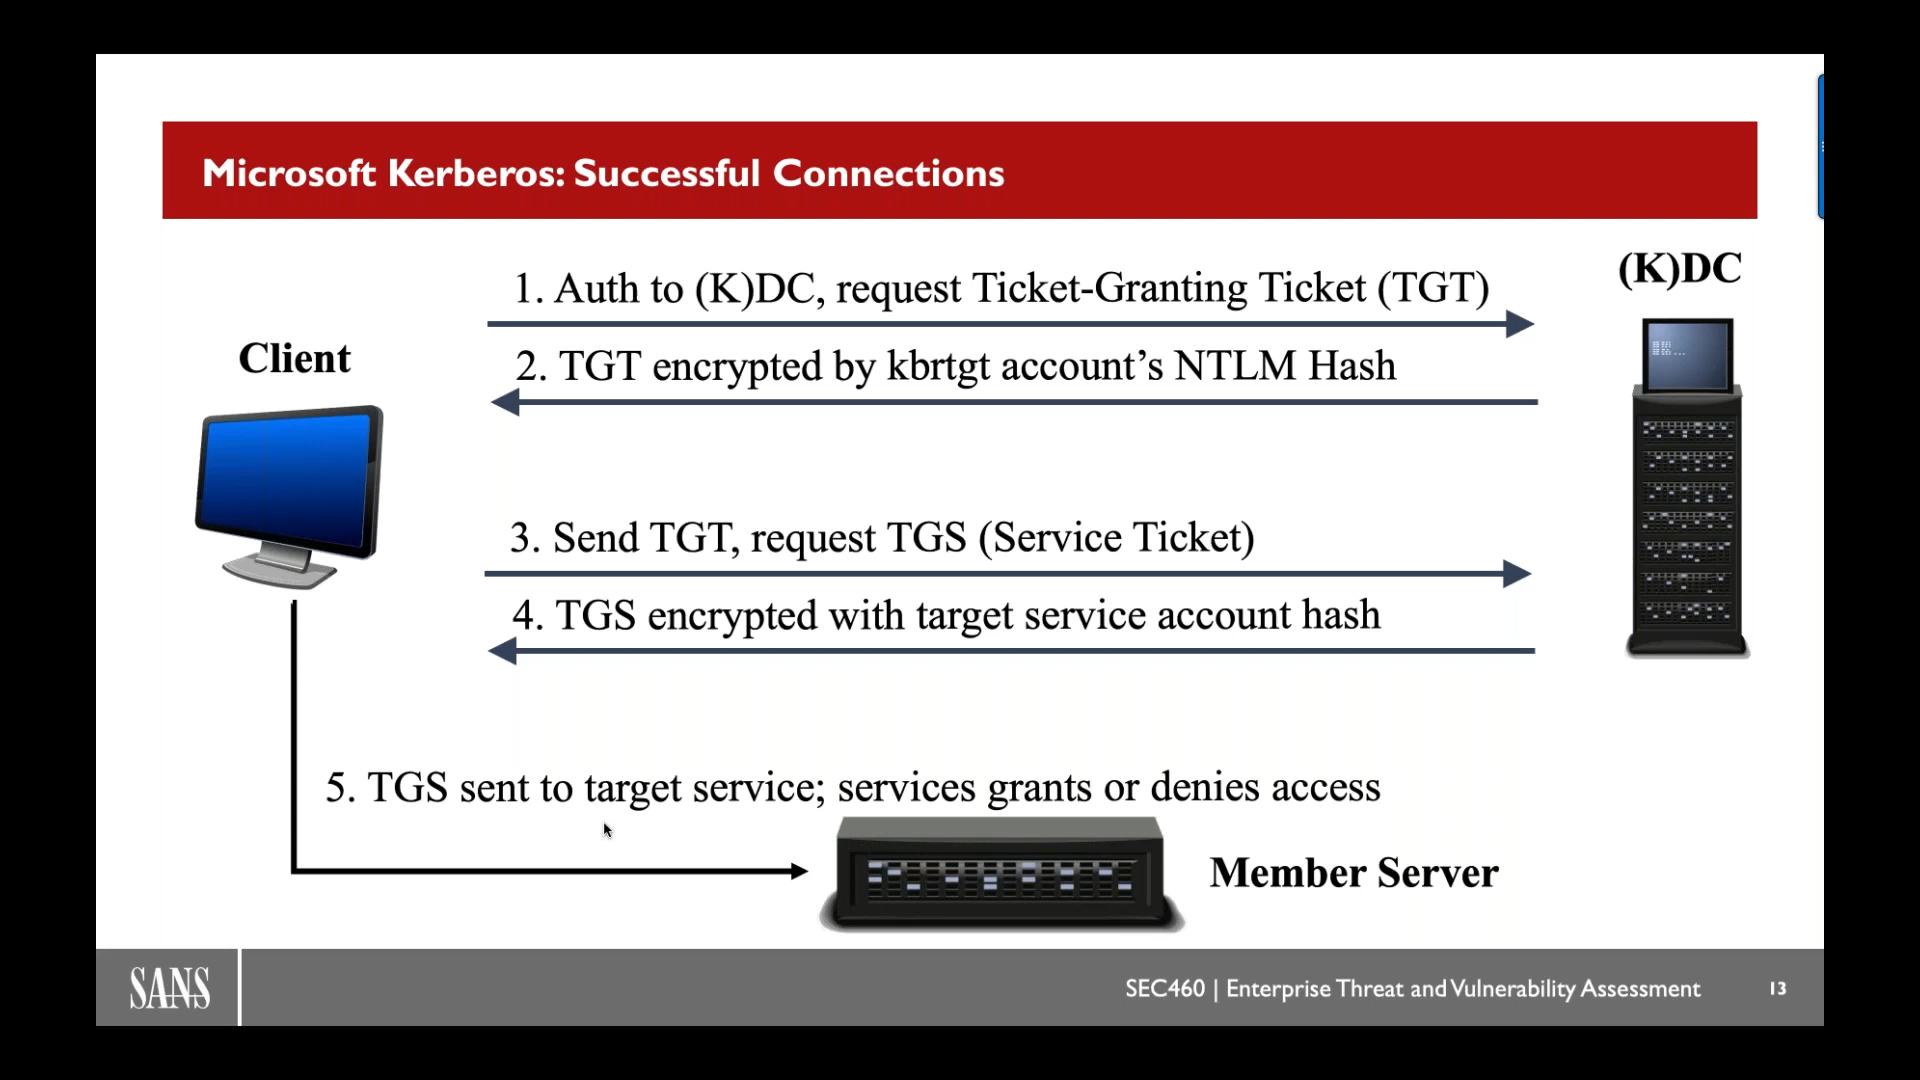 Microsoft Kerberos: Successful Connections
(K)DC
1. Auth to (K)DC, request Ticket-Granting Ticket (TGT)
Client
2. TGT encrypted by kbrtgt account’s NTLM Hash
3. Send TGT, request TGS (Service Ticket)
4. TGS encrypted with target service account hash
5. TGS sent to target service; services grants or denies access
Member Server
SANS
SEC460 | Enterprise Threat and Vulnerability Assessment
13